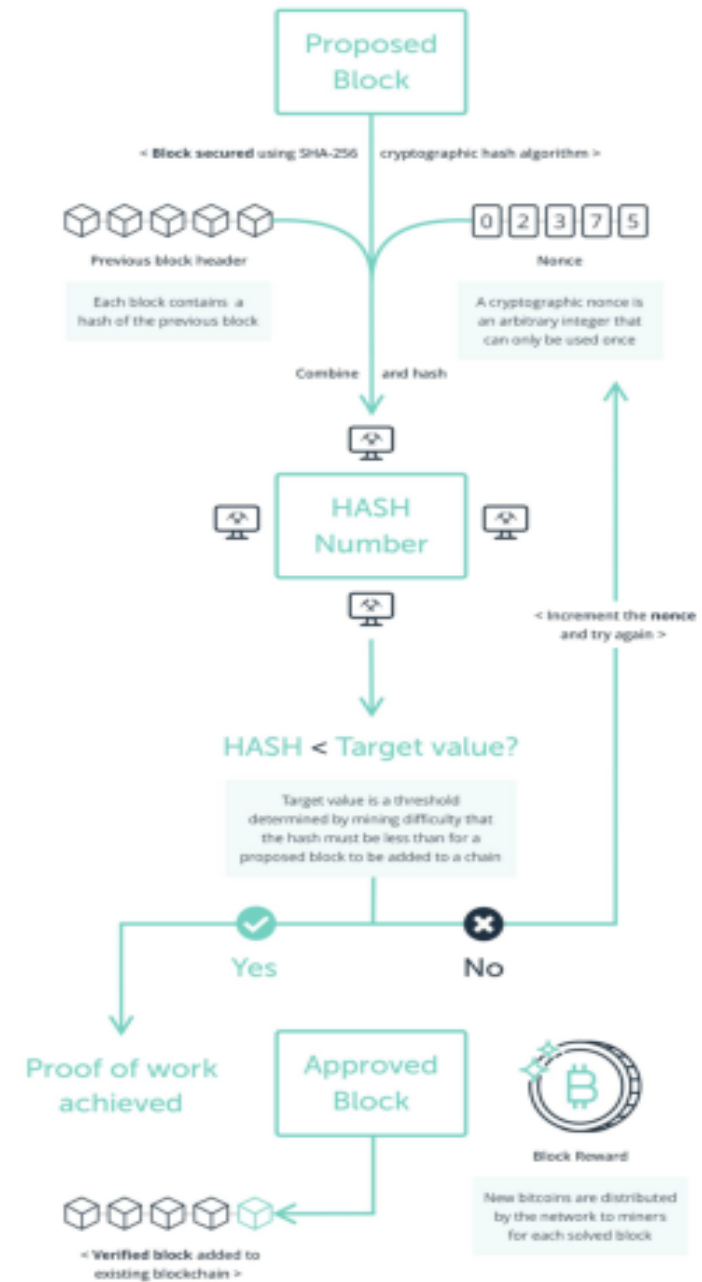 Proposed
Block
< Block secured using SHA-256 cryptographic hash algorithm >
0 2 3 7 5
Previous block header
Nonce
Each block contains a
hash of the previous block
A cryptographic nonce is
an arbitrary integer that
can only be used once
Combine and hash
HASH
Number
< Increment the nonce
and try again >
HASH < Target value?
Target value is a threshold
determined by mining difficulty that
the hash must be less than for a
proposed block to be added to a chain
Yes
No
Proof of work
achieved
Approved
Block
Block Reward
New bitcoins are distributed
by the network to miners
for each solved block
< Verified block added to
existing blockchain >